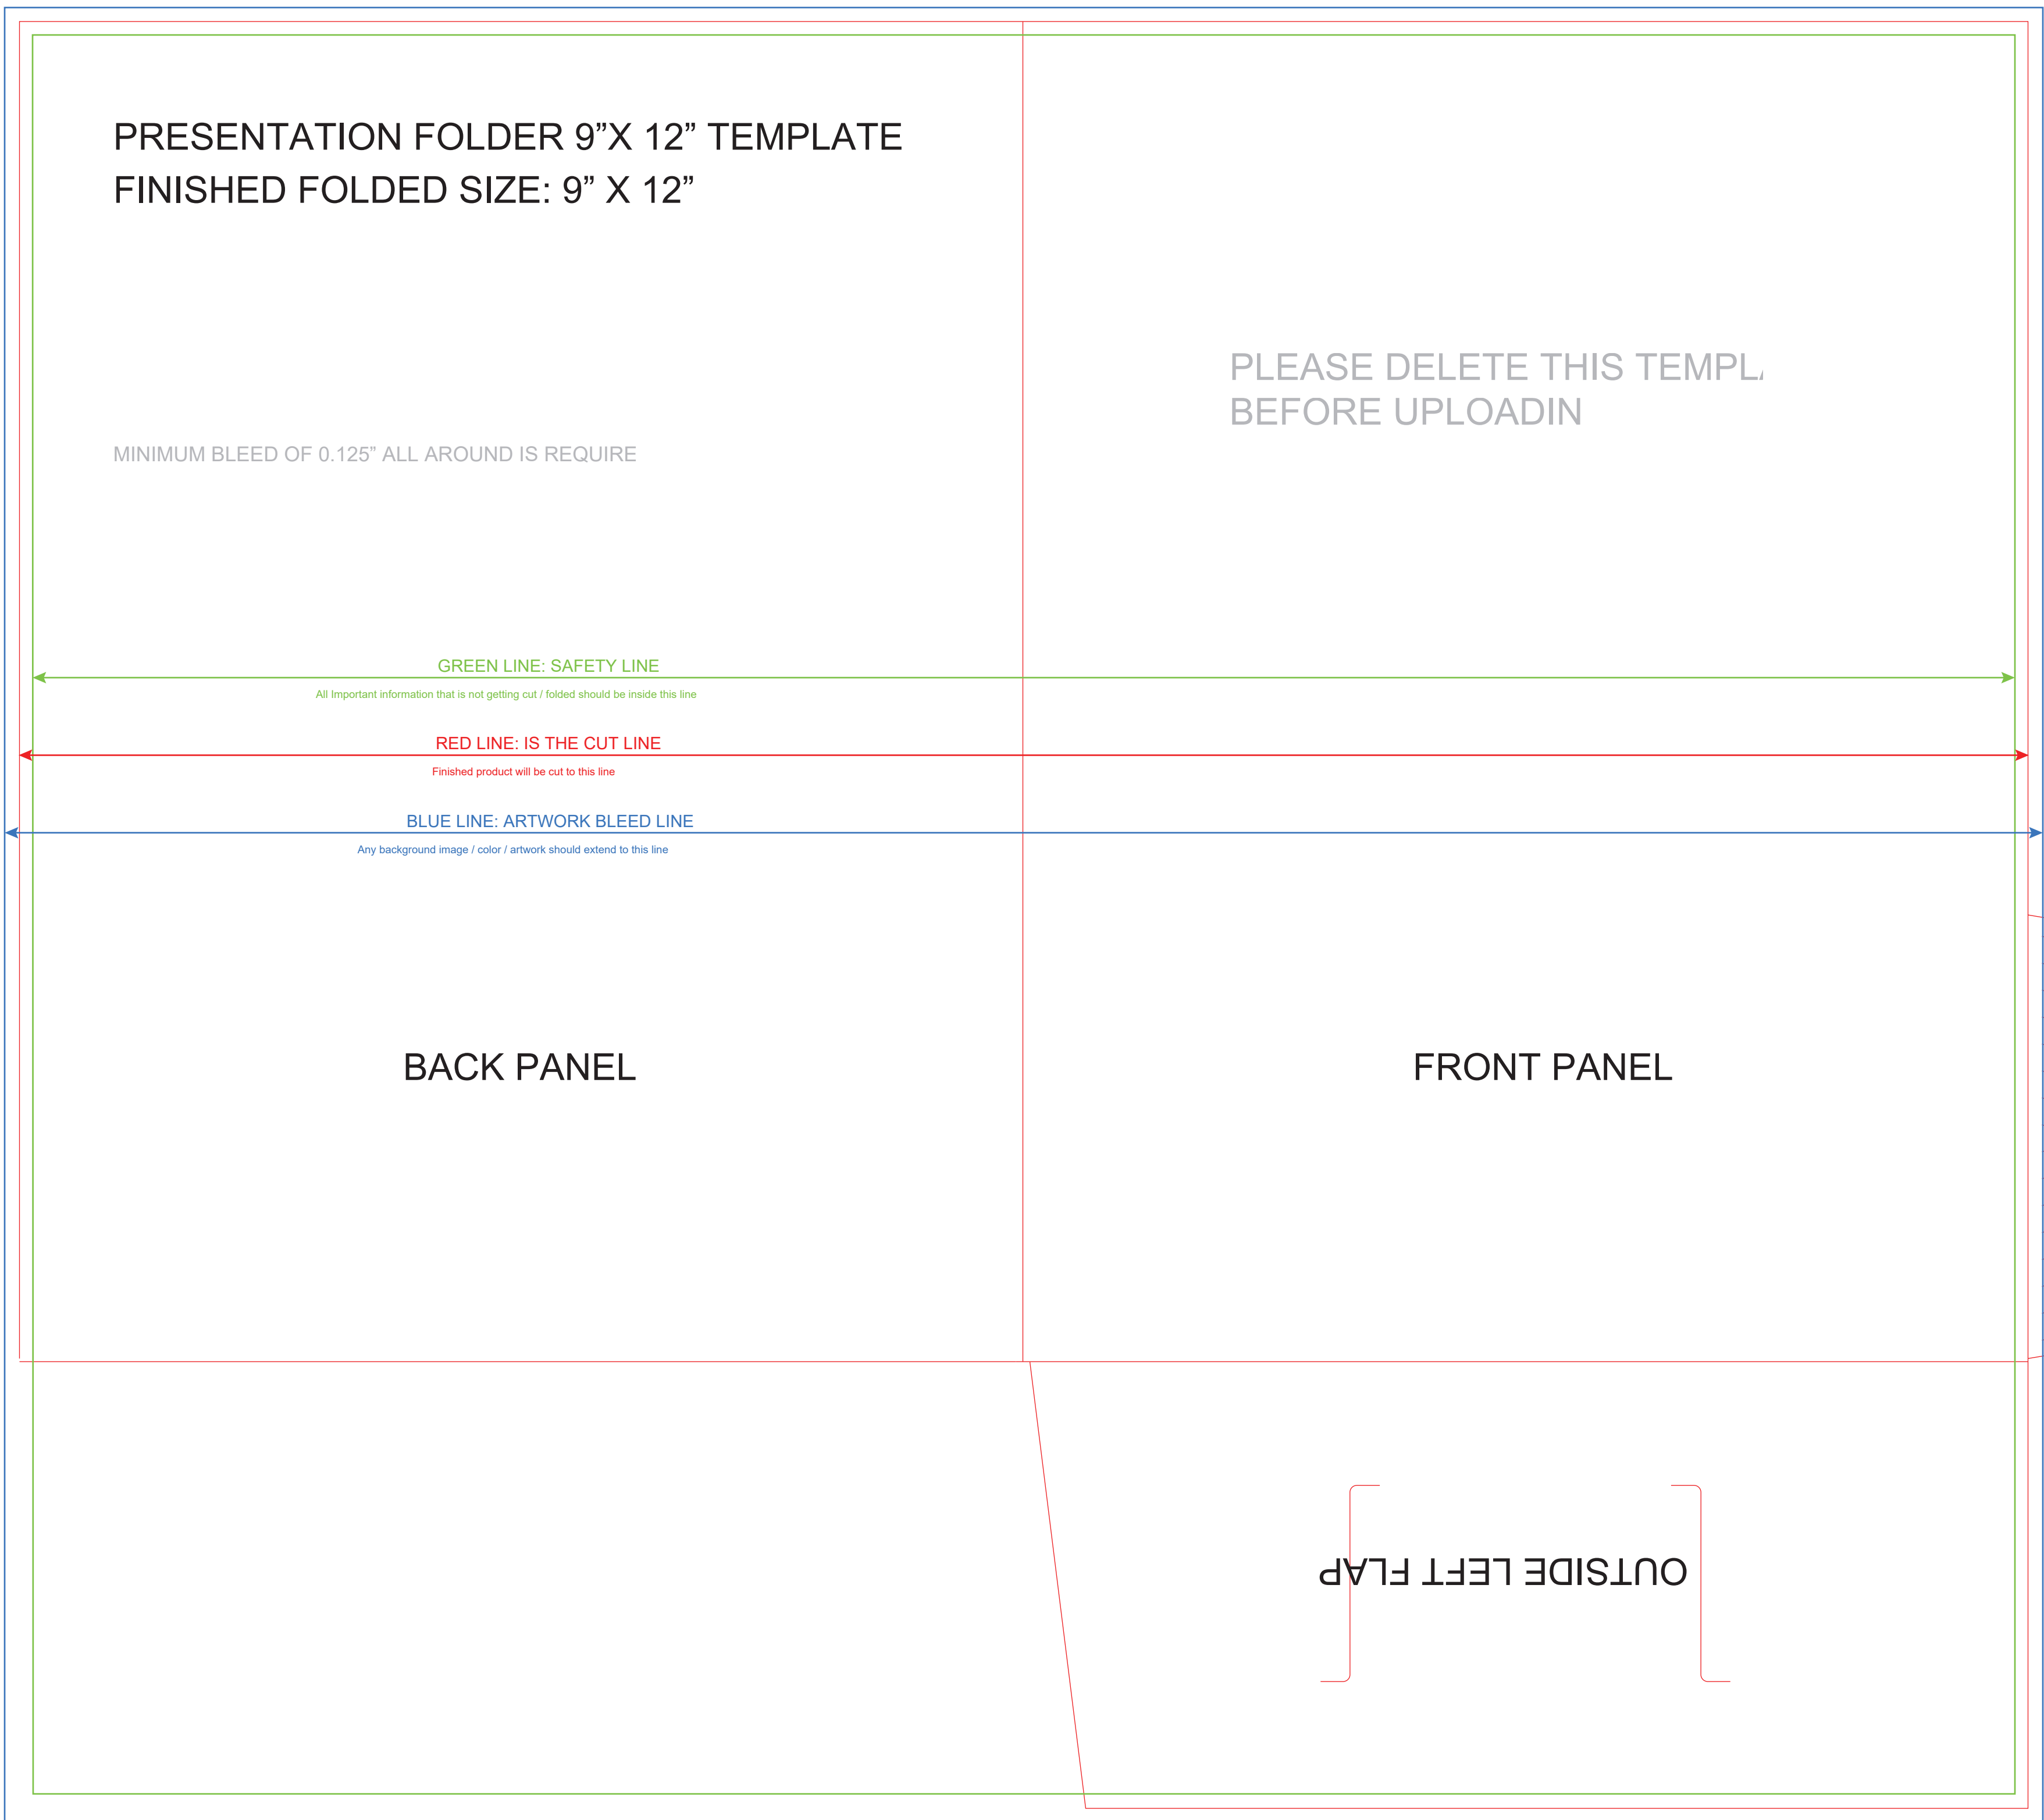 PRESENTATION FOLDER 9”X 12” TEMPLATE
FINISHED FOLDED SIZE: 9” X 12”
PLEASE DELETE THIS TEMPLA
BEFORE UPLOADIN
MINIMUM BLEED OF 0.125” ALL AROUND IS REQUIRE
GREEN LINE: SAFETY LINE
All Important information that is not getting cut / folded should be inside this line
RED LINE: IS THE CUT LINE
Finished product will be cut to this line
BLUE LINE: ARTWORK BLEED LINE
Any background image / color / artwork should extend to this line
BACK PANEL
FRONT PANEL
OUTSIDE LEFT FLAP